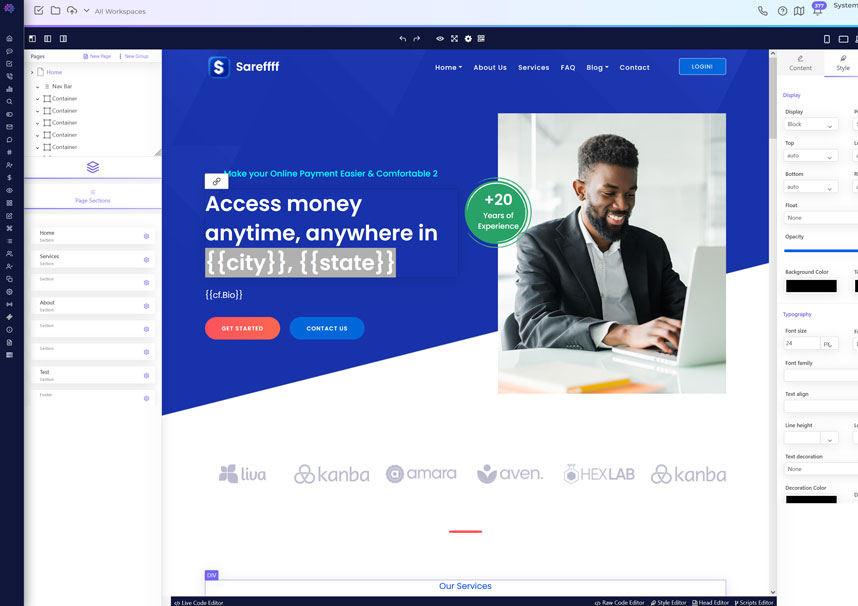 All Workspaces
377
System
Pages
New Page
New Group
Home
Nav Bar
Container
Container
Container
Container
Container
Page Sections
Home
Section
Services
Section
Section
About
Section
Section
Section
Test
Section
Footer
S Sareffff
Home
About Us
Services
FAQ
Blog
Contact
LOGIN!
Make your Online Payment Easier & Comfortable 2
Access money
anytime, anywhere in
{{city}}, {{state}}
{{cf.Bio}}
GET STARTED
CONTACT US
+20
Years of
Experience
liva
kanba
amara
aven.
HEXLAB
kanba
DIV
Our Services
Live Code Editor
Raw Code Editor
Style Editor
Head Editor
Scripts Editor
Content
Style
Display
Display
Block
Top
auto
Bottom
auto
Float
None
Opacity
Background Color
Typography
Font size
24
Font family
Text align
Line height
Text decoration
None
Decoration Color